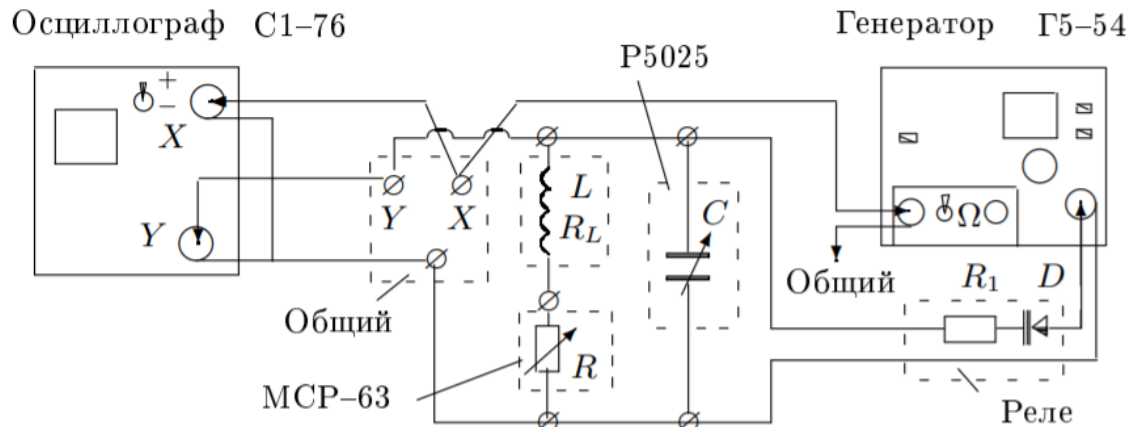 Осциллограф С1–76
Генератор Г5–54
Р5025
+
−
X
Y
Y
X
L
R_L
C
Ω
Общий
R_1
D
Общий
R
МСР–63
Реле